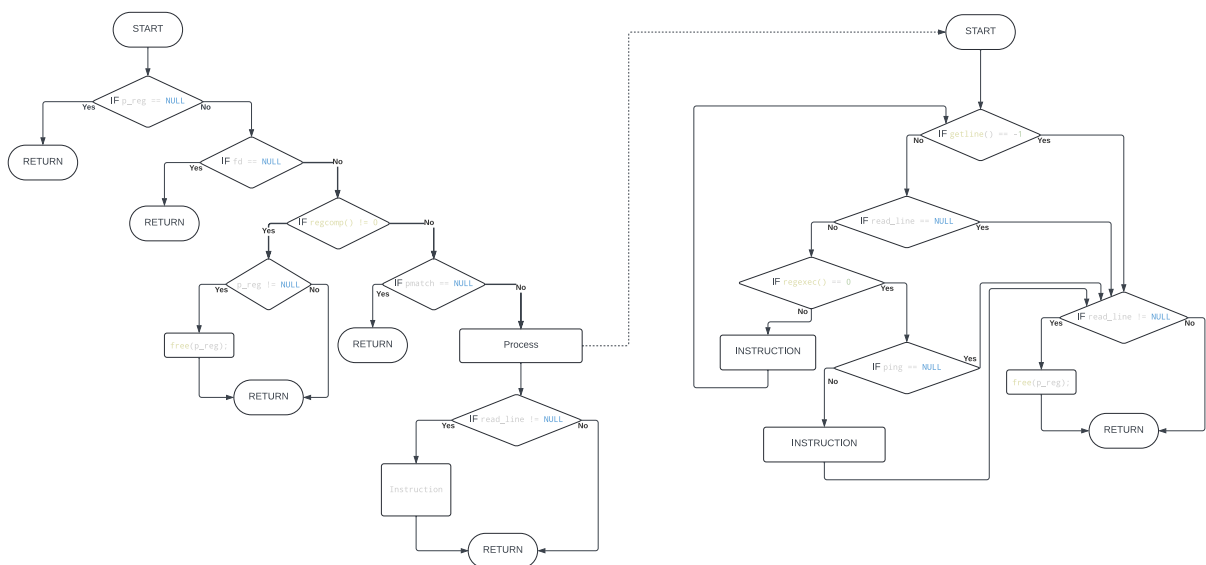 START
IF p_reg == NULL
Yes
No
RETURN
IF fd == NULL
Yes
No
RETURN
IF regcomp() != 0
Yes
No
p_reg != NULL
Yes
No
free(p_reg);
RETURN
IF pmatch == NULL
Yes
No
RETURN
Process
IF read_line != NULL
Yes
No
Instruction
RETURN
START
IF getline() == -1
No
Yes
IF read_line == NULL
No
Yes
IF regexec() == 0
Yes
No
INSTRUCTION
IF ping == NULL
Yes
No
INSTRUCTION
IF read_line != NULL
Yes
No
free(p_reg);
RETURN